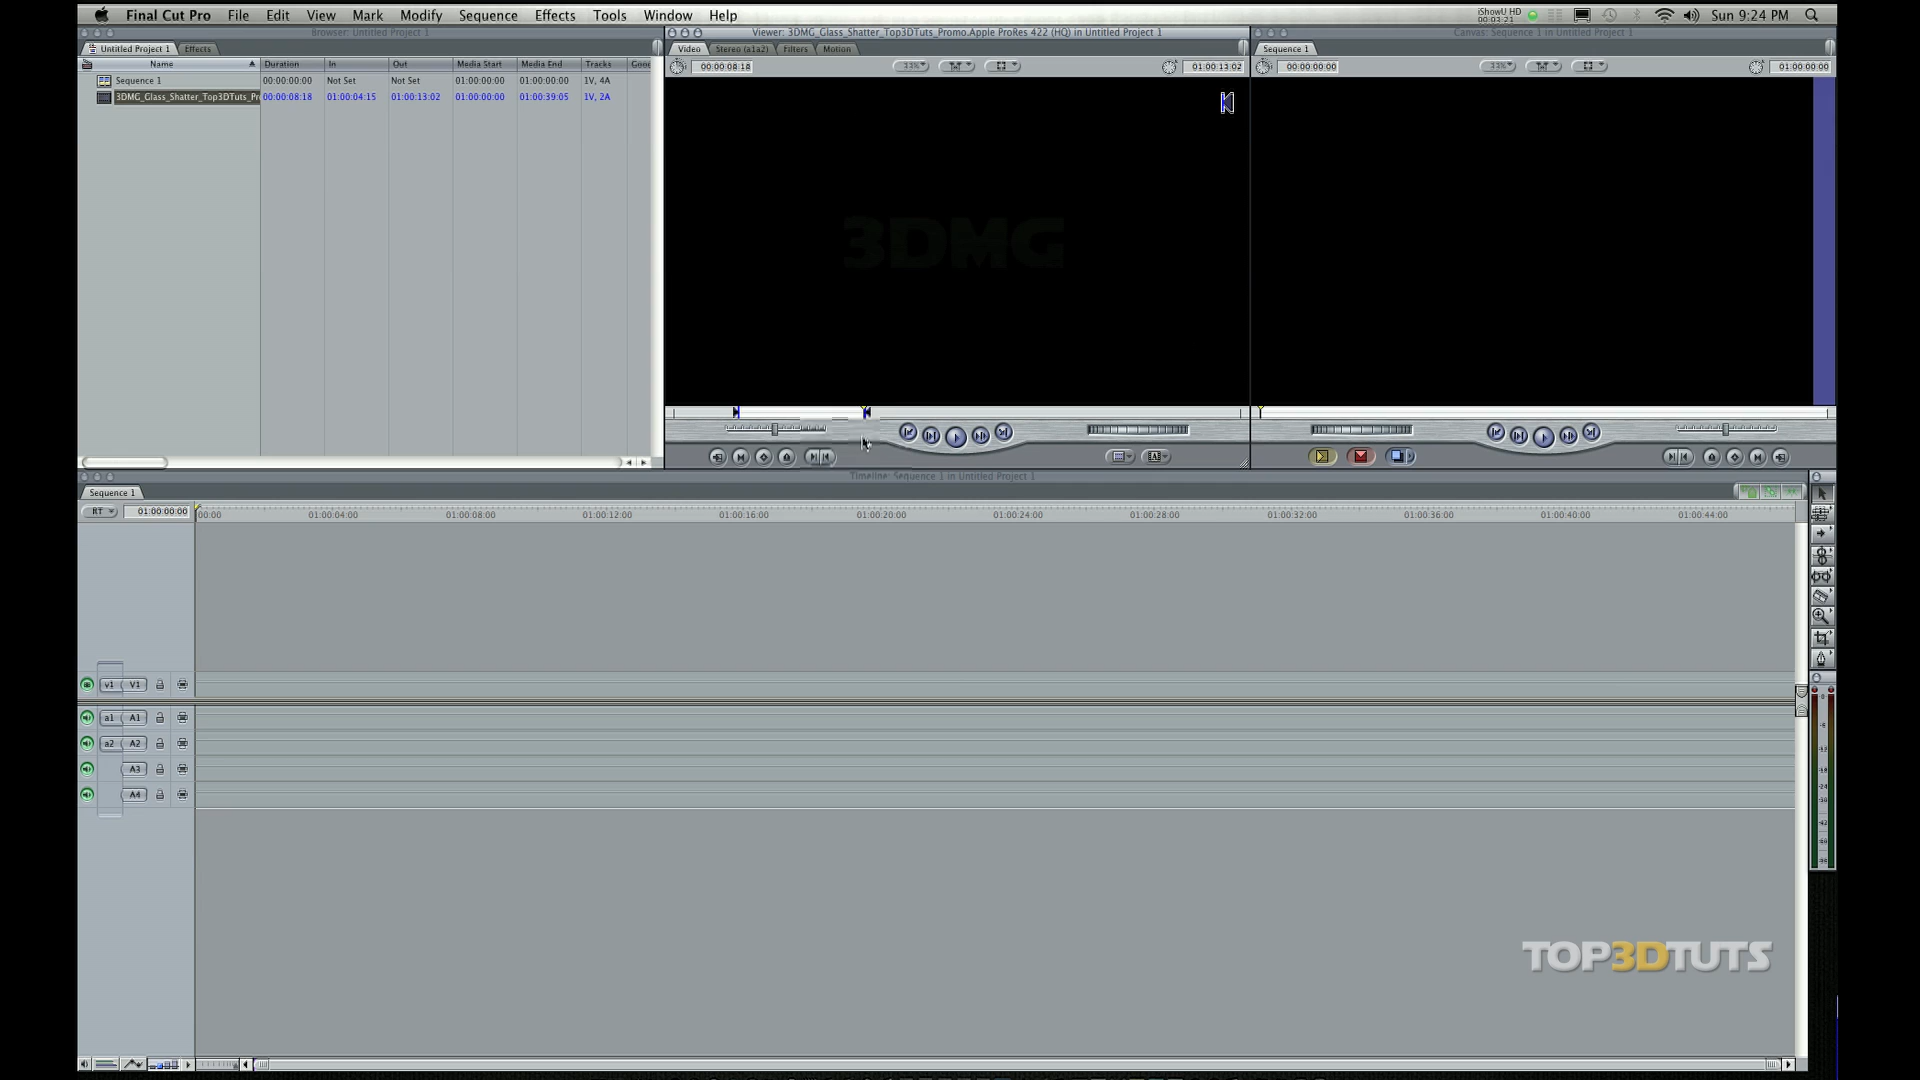 Final Cut Pro File Edit View Mark Modify Sequence Effects Tools Window Help
iShowU HD
00:03:21
Sun 9:24 PM
Browser: Untitled Project 1
Untitled Project 1 Effects
Name Duration In Out Media Start Media End Tracks Good
Sequence 1 00:00:00:00 Not Set Not Set 01:00:00:00 01:00:00:00 1V, 4A
3DMG_Glass_Shatter_Top3DTuts_Pr 00:00:08:18 01:00:04:15 01:00:13:02 01:00:00:00 01:00:39:05 1V, 2A
Viewer: 3DMG_Glass_Shatter_Top3DTuts_Promo.Apple ProRes 422 (HQ) in Untitled Project 1
Video Stereo (a1a2) Filters Motion
00:00:08:18 33% 01:00:13:02
3DMG
Canvas: Sequence 1 in Untitled Project 1
Sequence 1
00:00:00:00 33% 01:00:00:00
Timeline: Sequence 1 in Untitled Project 1
Sequence 1
RT 01:00:00:00 00:00 01:00:04:00 01:00:08:00 01:00:12:00 01:00:16:00 01:00:20:00 01:00:24:00 01:00:28:00 01:00:32:00 01:00:36:00 01:00:40:00 01:00:44:00
v1 V1
a1 A1
a2 A2
A3
A4
TOP3DTUTS